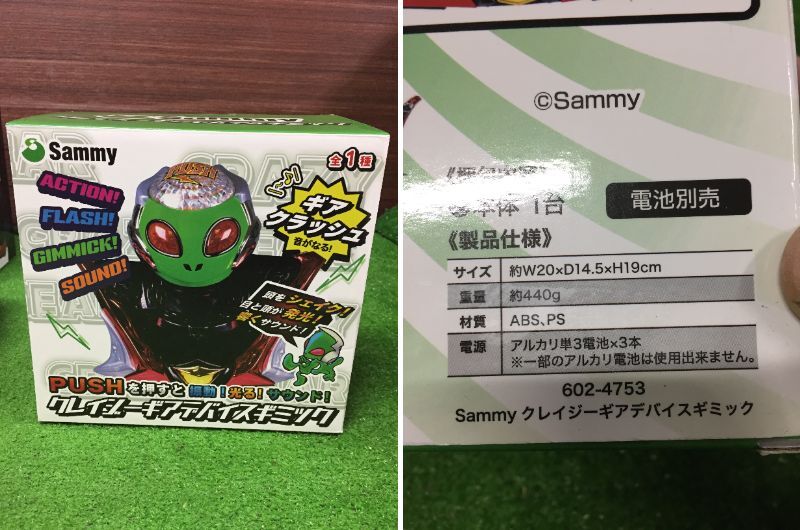 Sammy
全1種
ACTION!
FLASH!
GIMMICK!
SOUND!
PUSH
ギア
クラッシュ
音がなる!
頭をシェイク!
目と頭が発光!
響くサウンド!
PUSHを押すと振動!光る!サウンド!
クレイジーギアデバイスギミック
©Sammy
本体 1台
電池別売
《製品仕様》
サイズ 約W20×D14.5×H19cm
重量 約440g
材質 ABS、PS
電源 アルカリ単3電池×3本
※一部のアルカリ電池は使用出来ません。
602-4753
Sammy クレイジーギアデバイスギミック